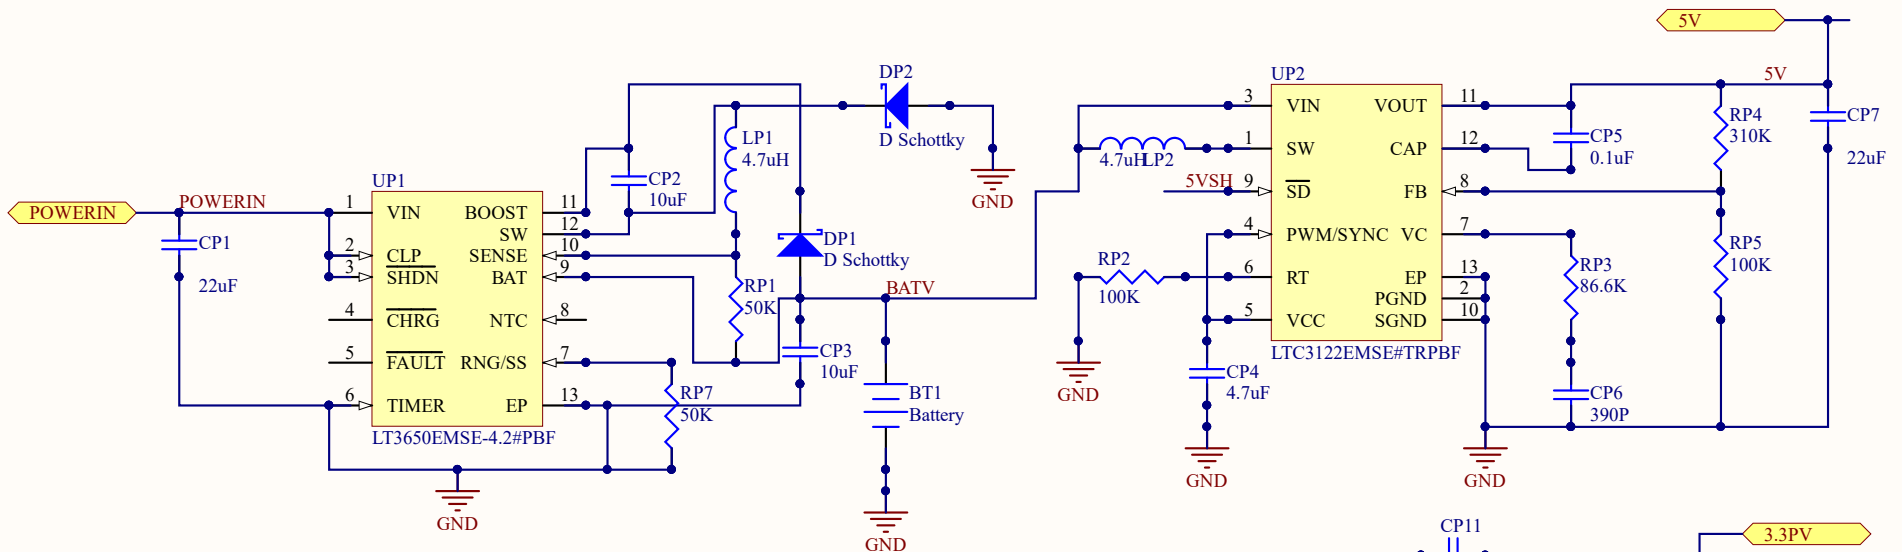 5V
5V
DP2
D Schottky
GND
LP1
4.7uH
CP2
10uF
UP1
POWERIN
POWERIN
CP1
22uF
1
VIN
2
CLP
3
SHDN
4
CHRG
5
FAULT
6
TIMER
BOOST
11
SW
12
SENSE
10
BAT
9
NTC
8
RNG/SS
7
EP
13
LT3650EMSE-4.2#PBF
GND
RP7
50K
RP1
50K
DP1
D Schottky
BATV
CP3
10uF
BT1
Battery
GND
UP2
3
VIN
1
SW
9
SD
4
PWM/SYNC
6
RT
5
VCC
VOUT
11
CAP
12
FB
8
VC
7
EP
13
PGND
2
SGND
10
LTC3122EMSE#TRPBF
4.7uH
LP2
5VSH
RP2
100K
GND
CP4
4.7uF
GND
CP5
0.1uF
RP4
310K
CP7
22uF
RP3
86.6K
RP5
100K
CP6
390P
GND
CP11
3.3PV